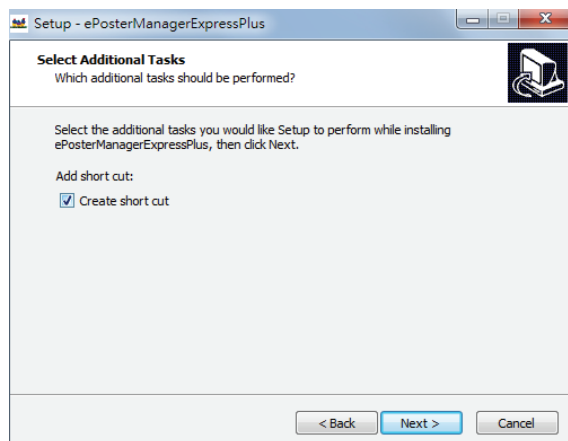 Setup - ePosterManagerExpressPlus
Select Additional Tasks
Which additional tasks should be performed?
Select the additional tasks you would like Setup to perform while installing
ePosterManagerExpressPlus, then click Next.
Add short cut:
Create short cut
< Back
Next >
Cancel